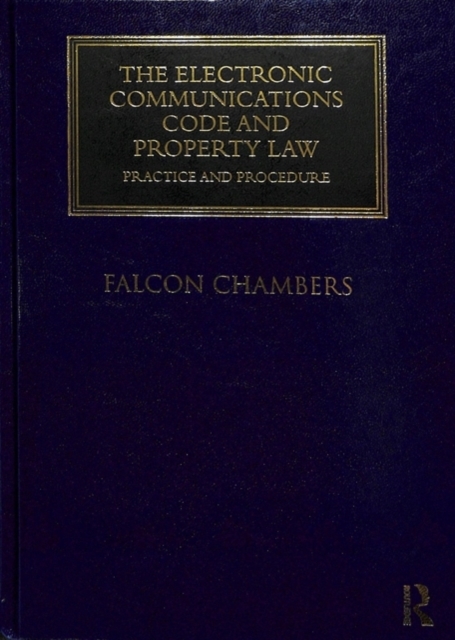 THE ELECTRONIC
COMMUNICATIONS
CODE AND
PROPERTY LAW
PRACTICE AND PROCEDURE
FALCON CHAMBERS
R